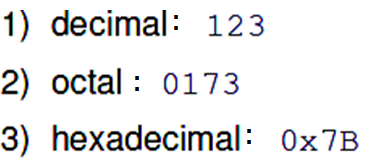 1) decimal: 123
2) octal : 0173
3) hexadecimal: 0x7B